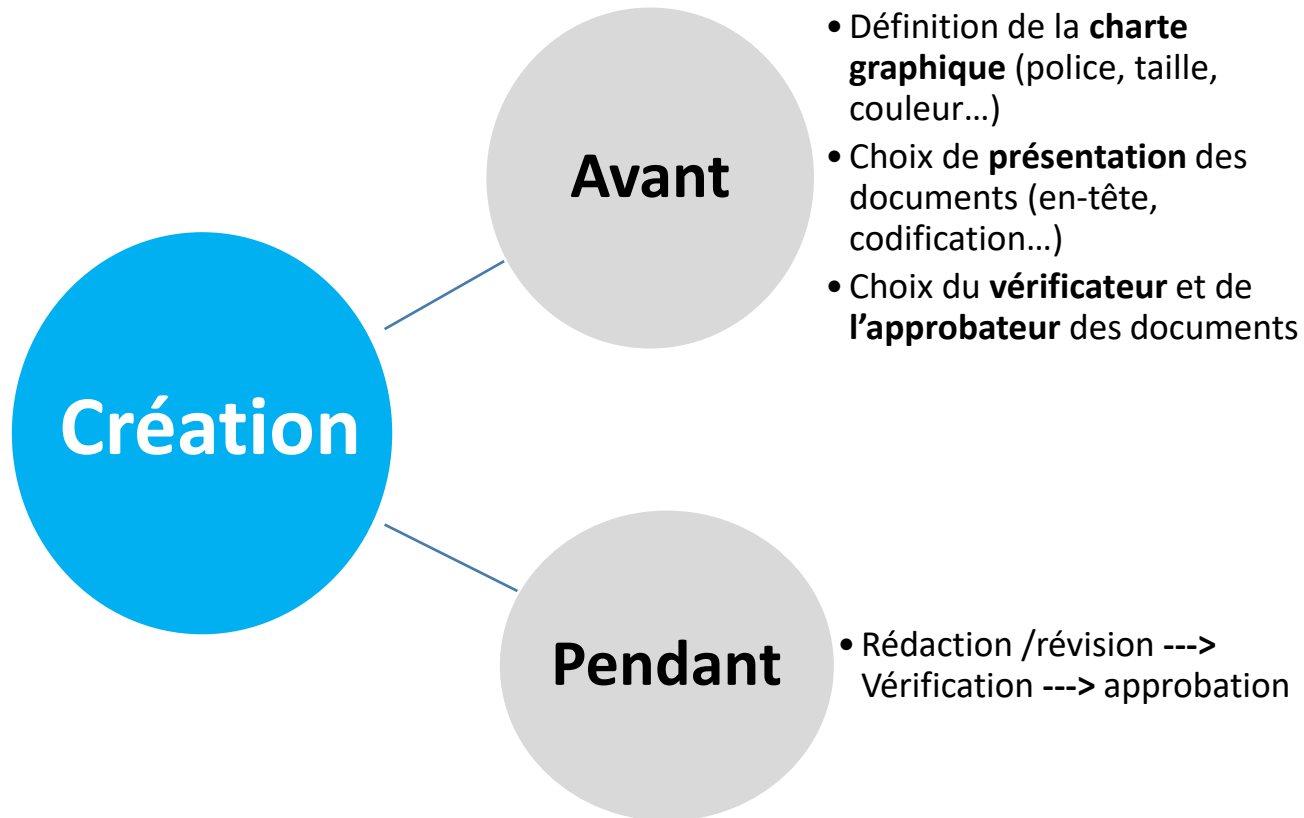 • Définition de la charte
graphique (police, taille,
couleur…)
Avant
• Choix de présentation des
documents (en-tête,
codification…)
• Choix du vérificateur et de
l’approbateur des documents
Création
Pendant
• Rédaction /révision --->
Vérification ---> approbation